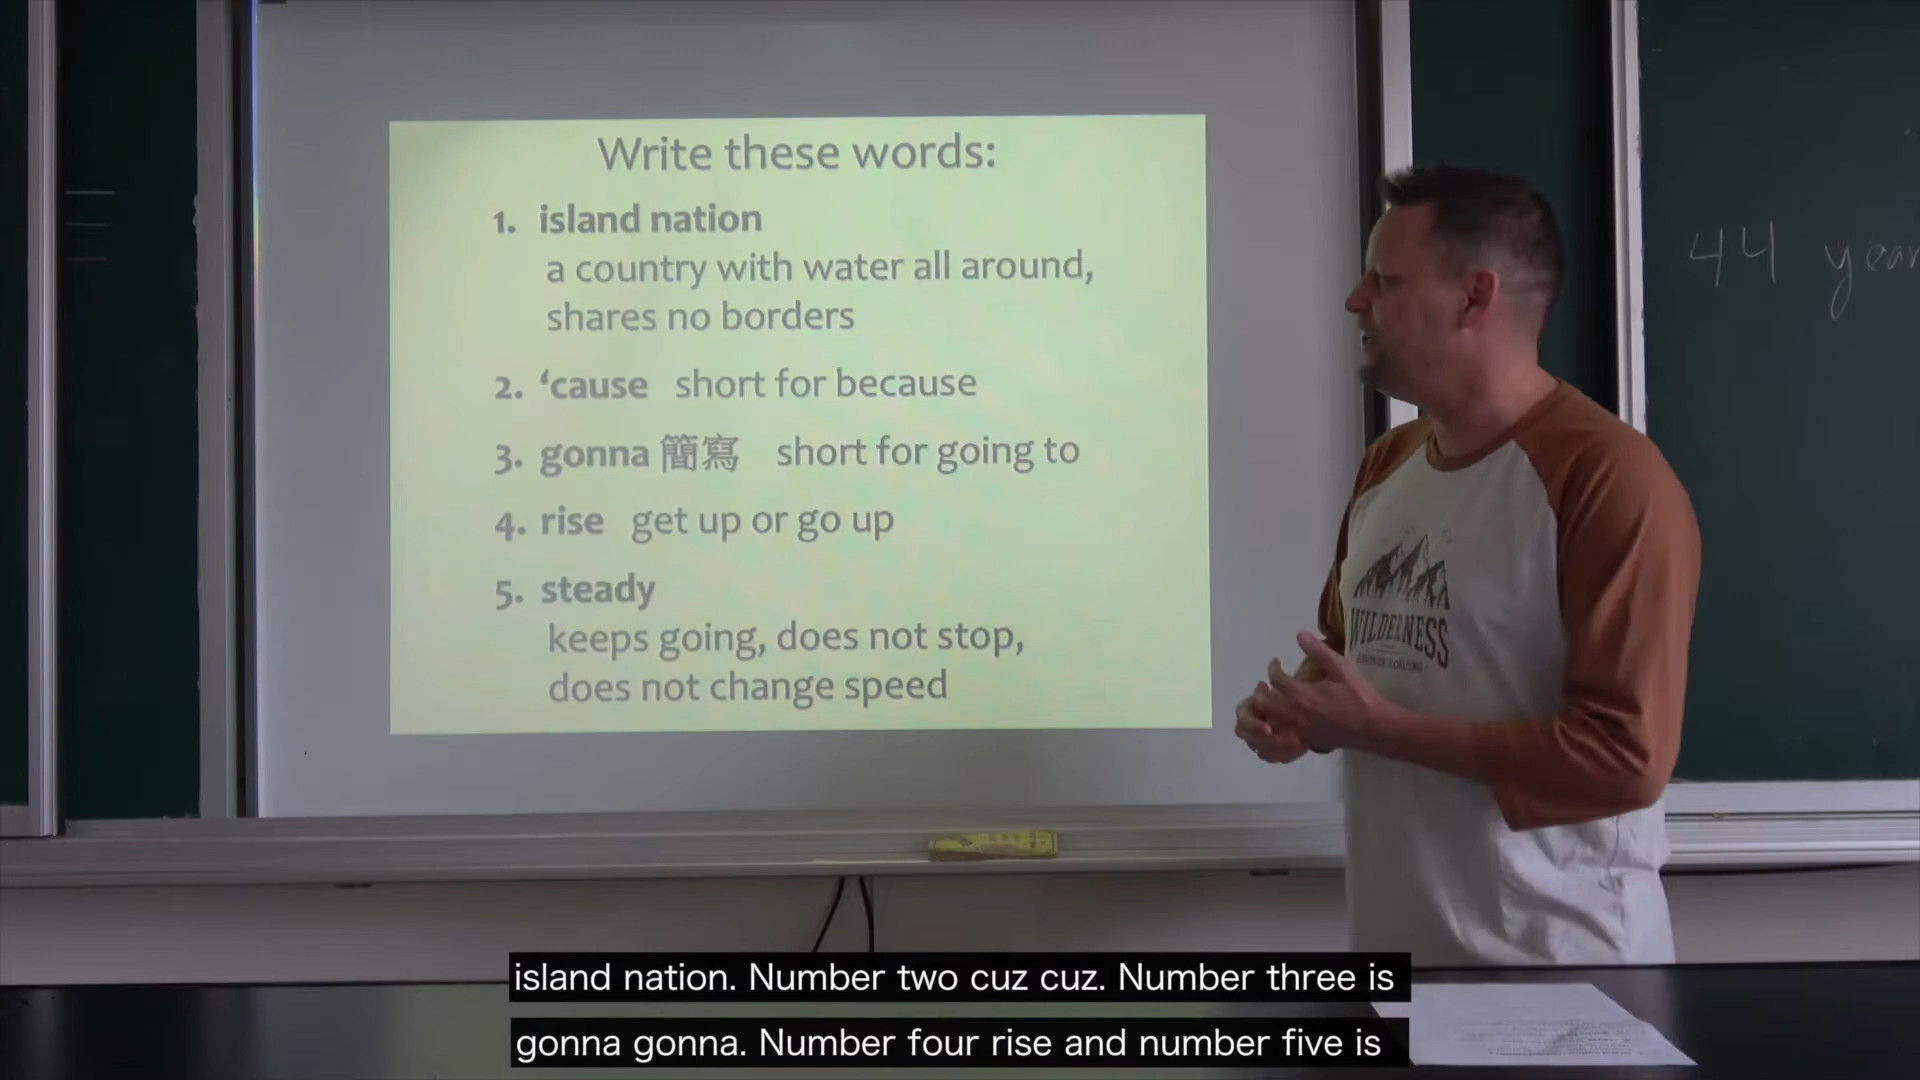 Write these words:
1. island nation
a country with water all around,
shares no borders
2. ‘cause short for because
3. gonna 簡寫 short for going to
4. rise get up or go up
5. steady
keeps going, does not stop,
does not change speed
44 year
WILDERNESS
island nation. Number two cuz cuz. Number three is
gonna gonna. Number four rise and number five is